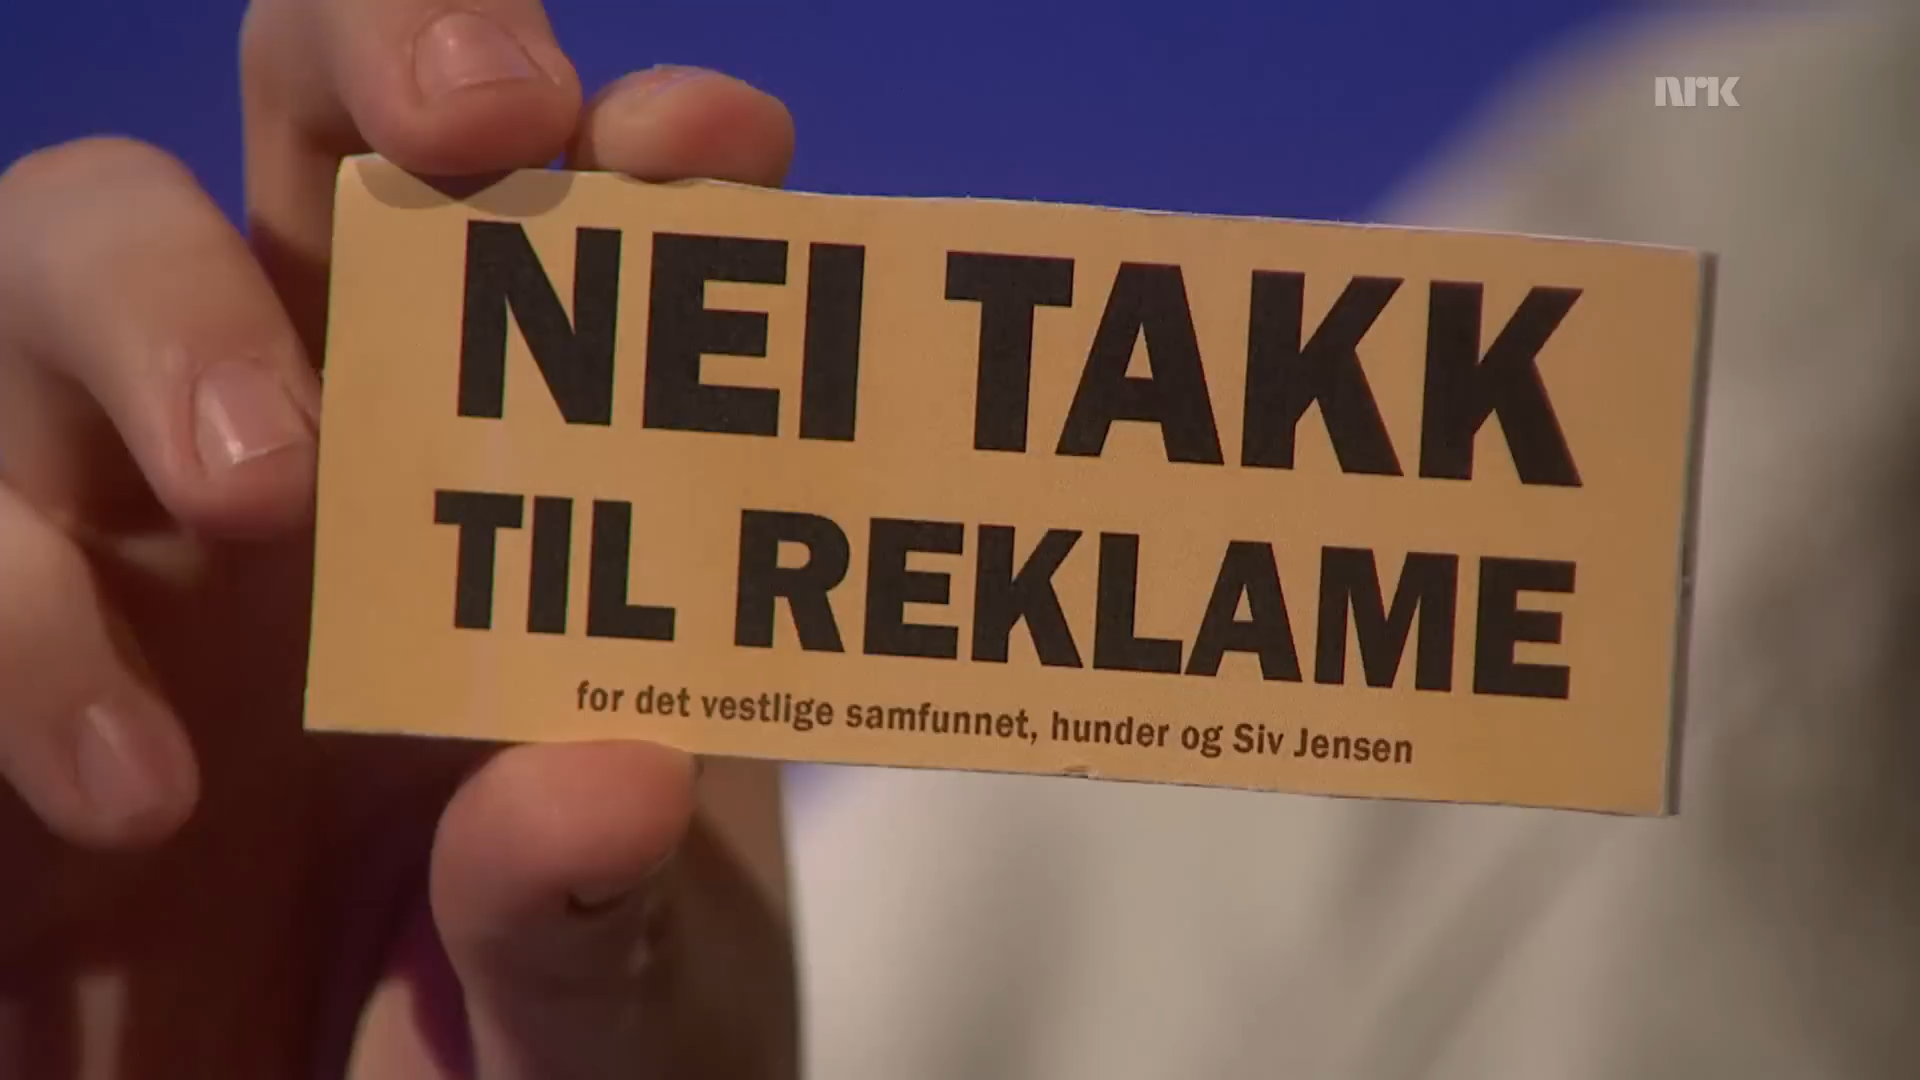 NRK
NEI TAKK
TIL REKLAME
for det vestlige samfunnet, hunder og Siv Jensen